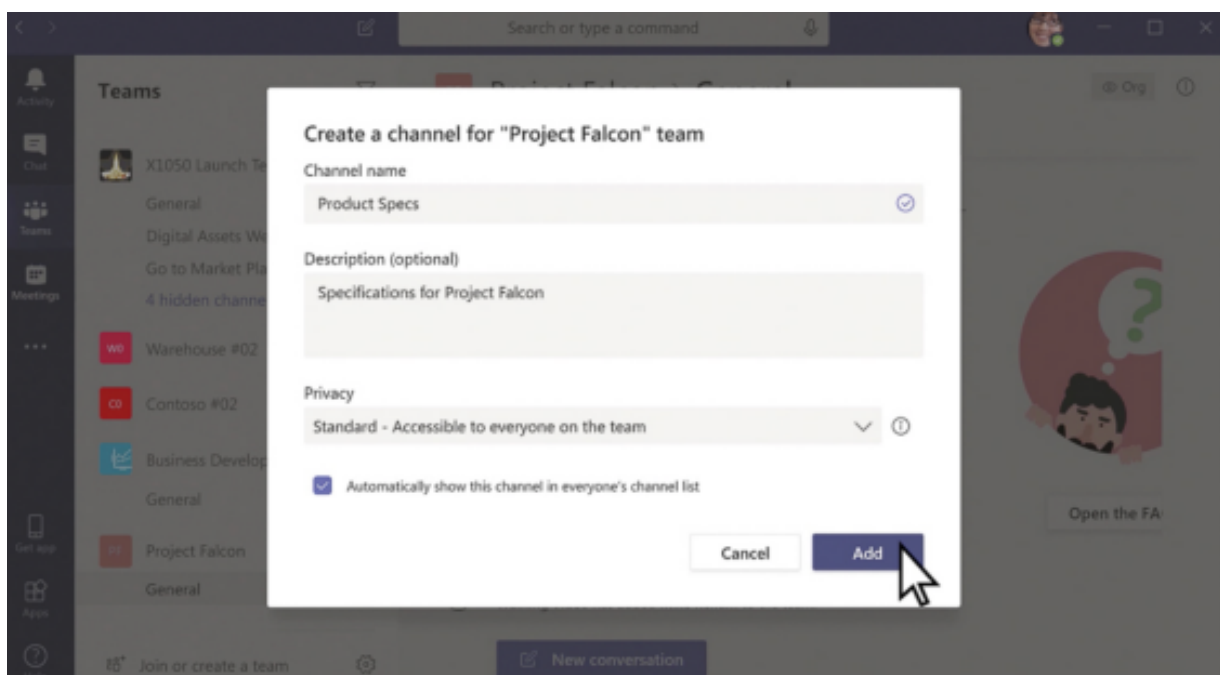 Search or type a command
Activity
Teams
Org
Create a channel for "Project Falcon" team
Channel name
Chat
X1050 Launch Te
Product Specs
General
Teams
Digital Assets We
Description (optional)
Go to Market Pla
Specifications for Project Falcon
Meetings
4 hidden channe
WO
Warehouse #02
Privacy
CO
Contoso #02
Standard - Accessible to everyone on the team
Business Develop
Automatically show this channel in everyone's channel list
General
Open the FA
Get app
Project Falcon
Cancel
Add
General
Apps
Join or create a team
New conversation